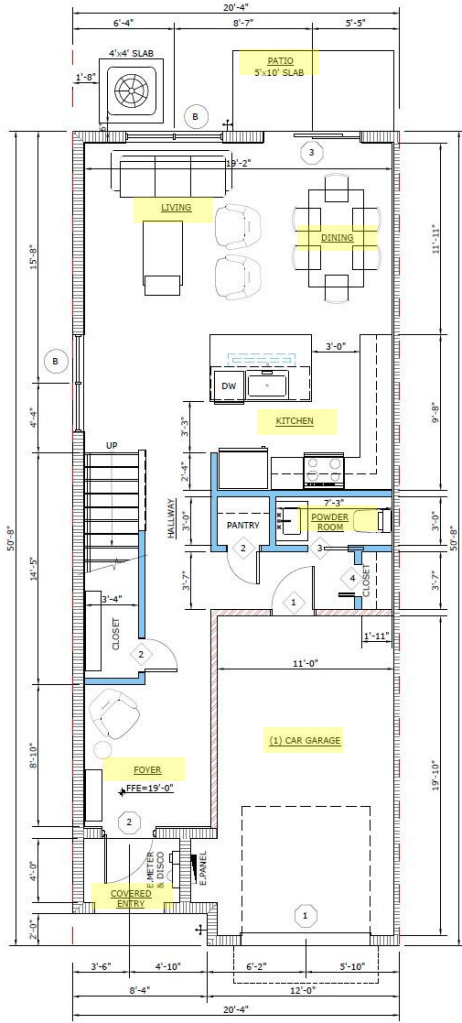 20'-4"
6'-4"
8'-7"
5'-5"
4'x4' SLAB
PATIO
5'x10' SLAB
1'-8"
6"
B
3
19'-2"
LIVING
DINING
15'-8"
11'-11"
B
3'-0"
DW
KITCHEN
4'-4"
3'-3"
9'-8"
UP
2'-4"
HALLWAY
7'-3"
PANTRY
POWDER
ROOM
3'-0"
3'-0"
50'-8"
50'-8"
2
3
14'-5"
3'-7"
4
CLOSET
3'-7"
3'-4"
1
CLOSET
1'-11"
2
11'-0"
8'-10"
(1) CAR GARAGE
FOYER
FFE=19'-0"
19'-10"
2
4'-0"
E.METER
& DISCO
E.PANEL
COVERED
ENTRY
1
2'-0"
3'-6"
4'-10"
6'-2"
5'-10"
8'-4"
12'-0"
20'-4"